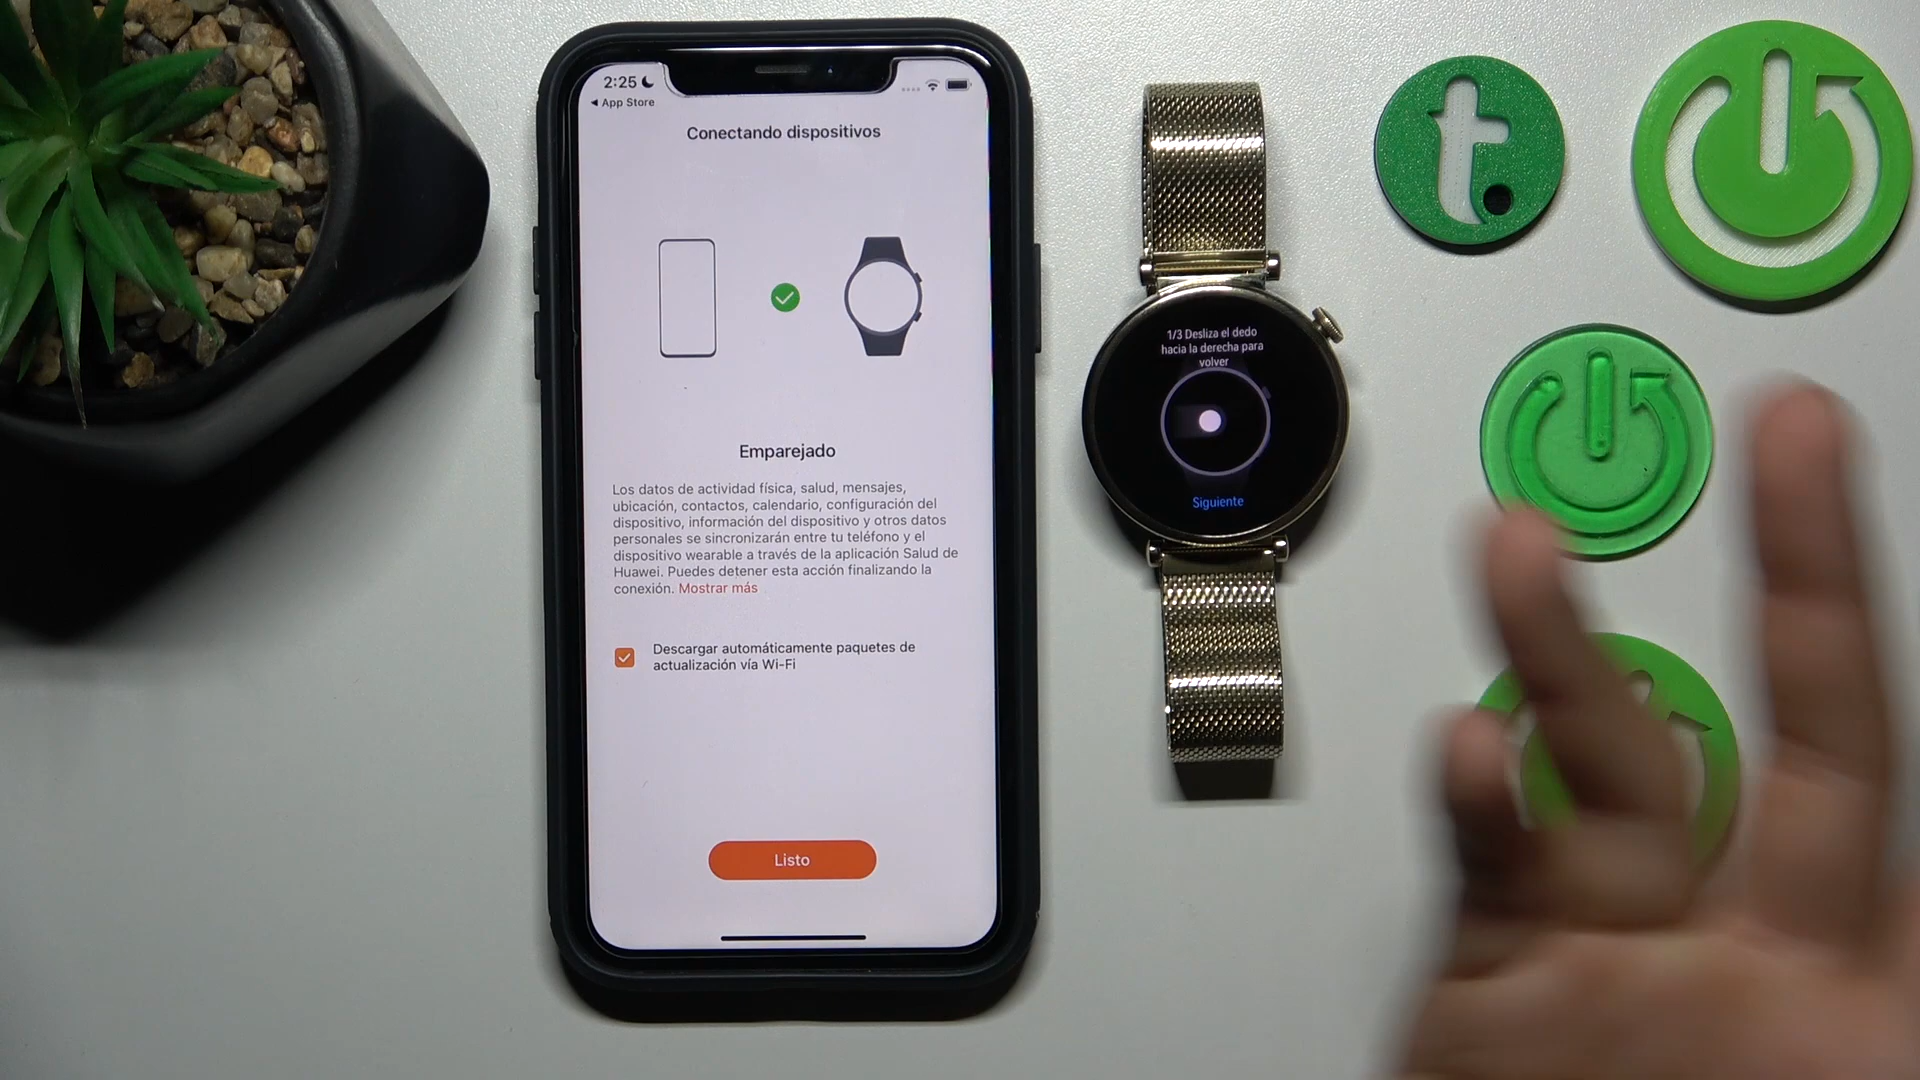 2:25
◀ App Store
Conectando dispositivos
Emparejado
Los datos de actividad física, salud, mensajes,
ubicación, contactos, calendario, configuración del
dispositivo, información del dispositivo y otros datos
personales se sincronizarán entre tu teléfono y el
dispositivo wearable a través de la aplicación Salud de
Huawei. Puedes detener esta acción finalizando la
conexión. Mostrar más
Descargar automáticamente paquetes de
actualización vía Wi-Fi
Listo
1/3 Desliza el dedo
hacia la derecha para
volver
Siguiente
t.